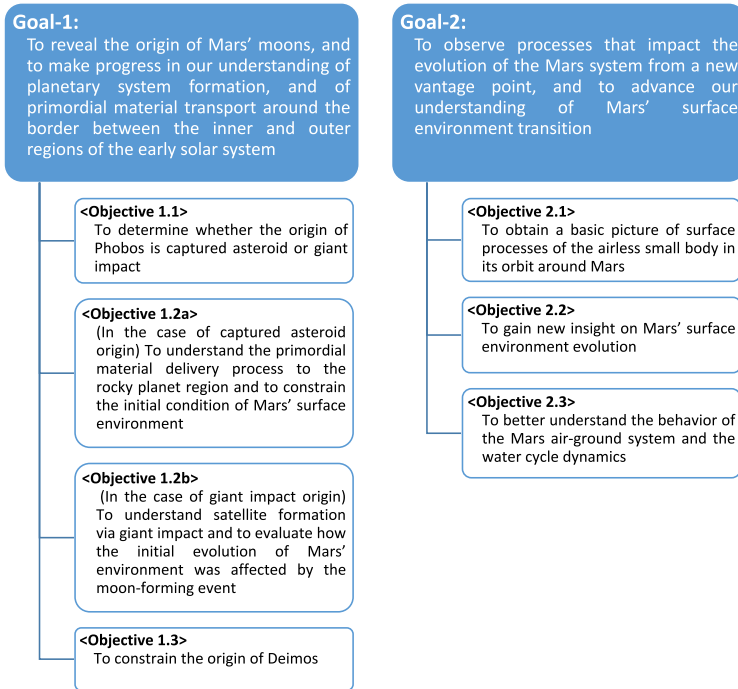 Goal-1:
To reveal the origin of Mars’ moons, and
to make progress in our understanding of
planetary system formation, and of
primordial material transport around the
border between the inner and outer
regions of the early solar system
<Objective 1.1>
To determine whether the origin of
Phobos is captured asteroid or giant
impact
<Objective 1.2a>
(In the case of captured asteroid
origin) To understand the primordial
material delivery process to the
rocky planet region and to constrain
the initial condition of Mars’ surface
environment
<Objective 1.2b>
(In the case of giant impact origin)
To understand satellite formation
via giant impact and to evaluate how
the initial evolution of Mars’
environment was affected by the
moon-forming event
<Objective 1.3>
To constrain the origin of Deimos
Goal-2:
To observe processes that impact the
evolution of the Mars system from a new
vantage point, and to advance our
understanding of Mars’ surface
environment transition
<Objective 2.1>
To obtain a basic picture of surface
processes of the airless small body in
its orbit around Mars
<Objective 2.2>
To gain new insight on Mars’ surface
environment evolution
<Objective 2.3>
To better understand the behavior of
the Mars air-ground system and the
water cycle dynamics